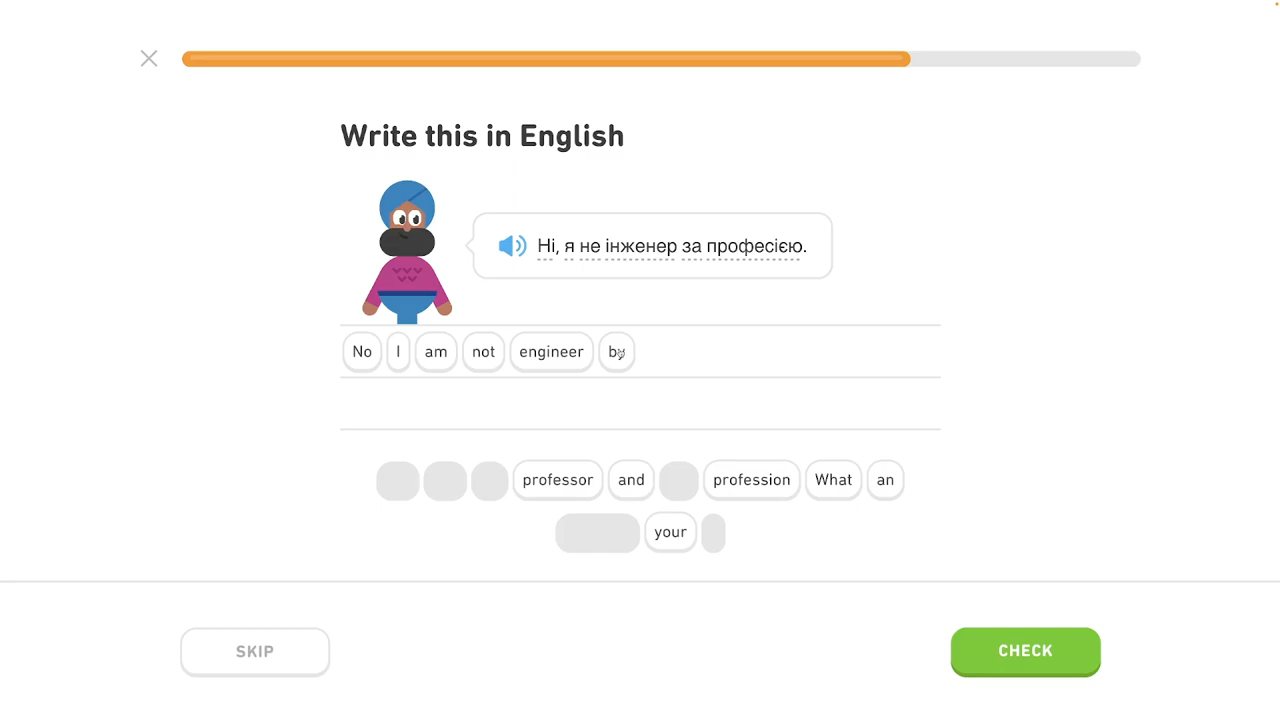 Write this in English
Ні, я не інженер за професією.
No I am not engineer by
professor and profession What an
your
SKIP CHECK